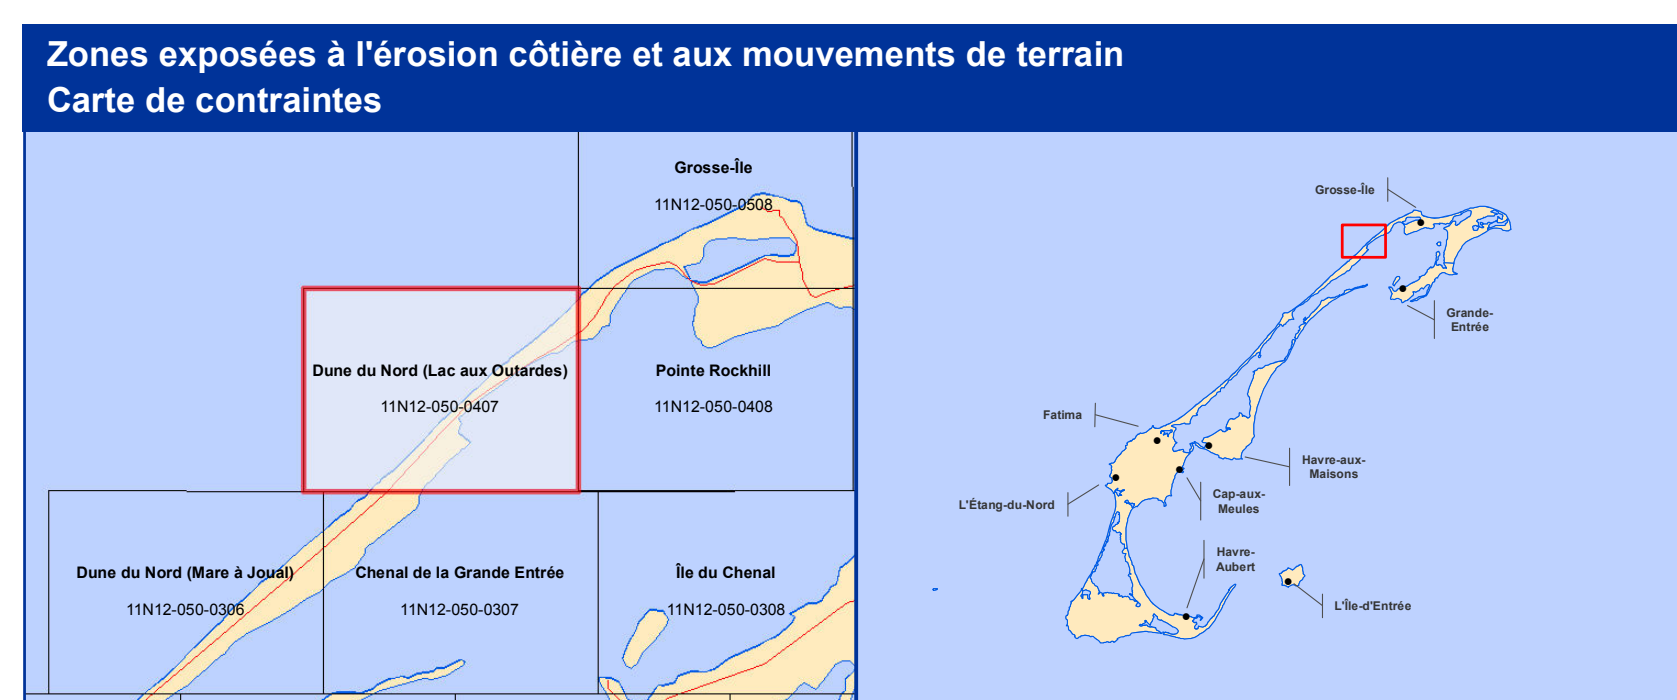 Zones exposées à l'érosion côtière et aux mouvements de terrain
Carte de contraintes
Grosse-Île
11N12-050-0508
Dune du Nord (Lac aux Outardes)
11N12-050-0407
Pointe Rockhill
11N12-050-0408
Dune du Nord (Mare à Joual)
11N12-050-0306
Chenal de la Grande Entrée
11N12-050-0307
Île du Chenal
11N12-050-0308
Grosse-Île
Grande-
Entrée
Fatima
Havre-aux-
Maisons
L'Étang-du-Nord
Cap-aux-
Meules
Havre-
Aubert
L'Île-d'Entrée